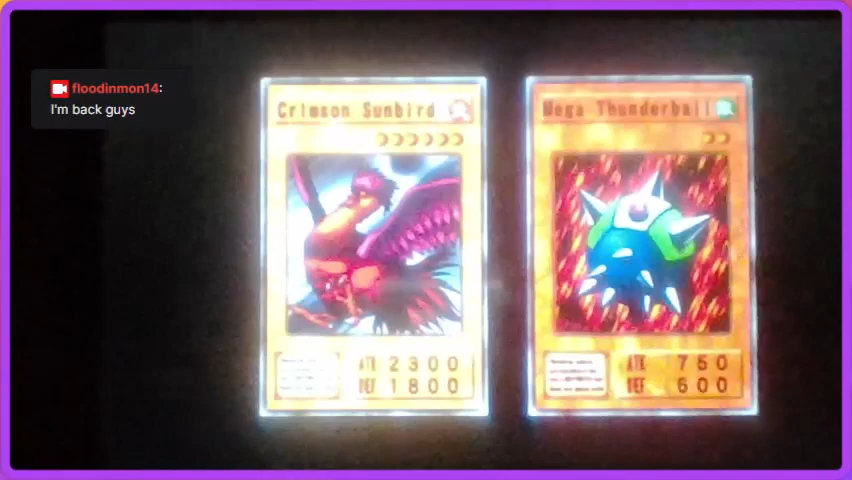 floodinmon14:
I'm back guys
Crimson Sunbird
Mega Thunderball
ATK 2300
DEF 1800
ATK 750
DEF 600